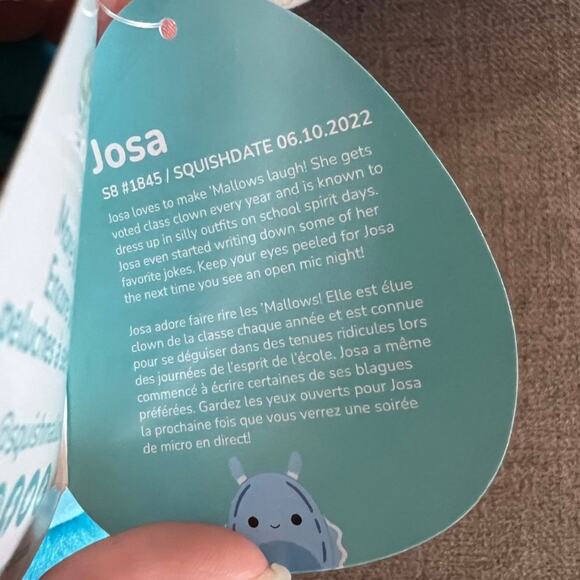 Josa
S8 #1845 / SQUISHDATE 06.10.2022
Josa loves to make 'Mallows laugh! She gets
voted class clown every year and is known to
dress up in silly outfits on school spirit days.
Josa even started writing down some of her
favorite jokes. Keep your eyes peeled for Josa
the next time you see an open mic night!
Josa adore faire rire les 'Mallows! Elle est élue
clown de la classe chaque année et est connue
pour se déguiser dans des tenues ridicules lors
des journées de l'esprit de l'école. Josa a même
commencé à écrire certaines de ses blagues
préférées. Gardez les yeux ouverts pour Josa
la prochaine fois que vous verrez une soirée
de micro en direct!